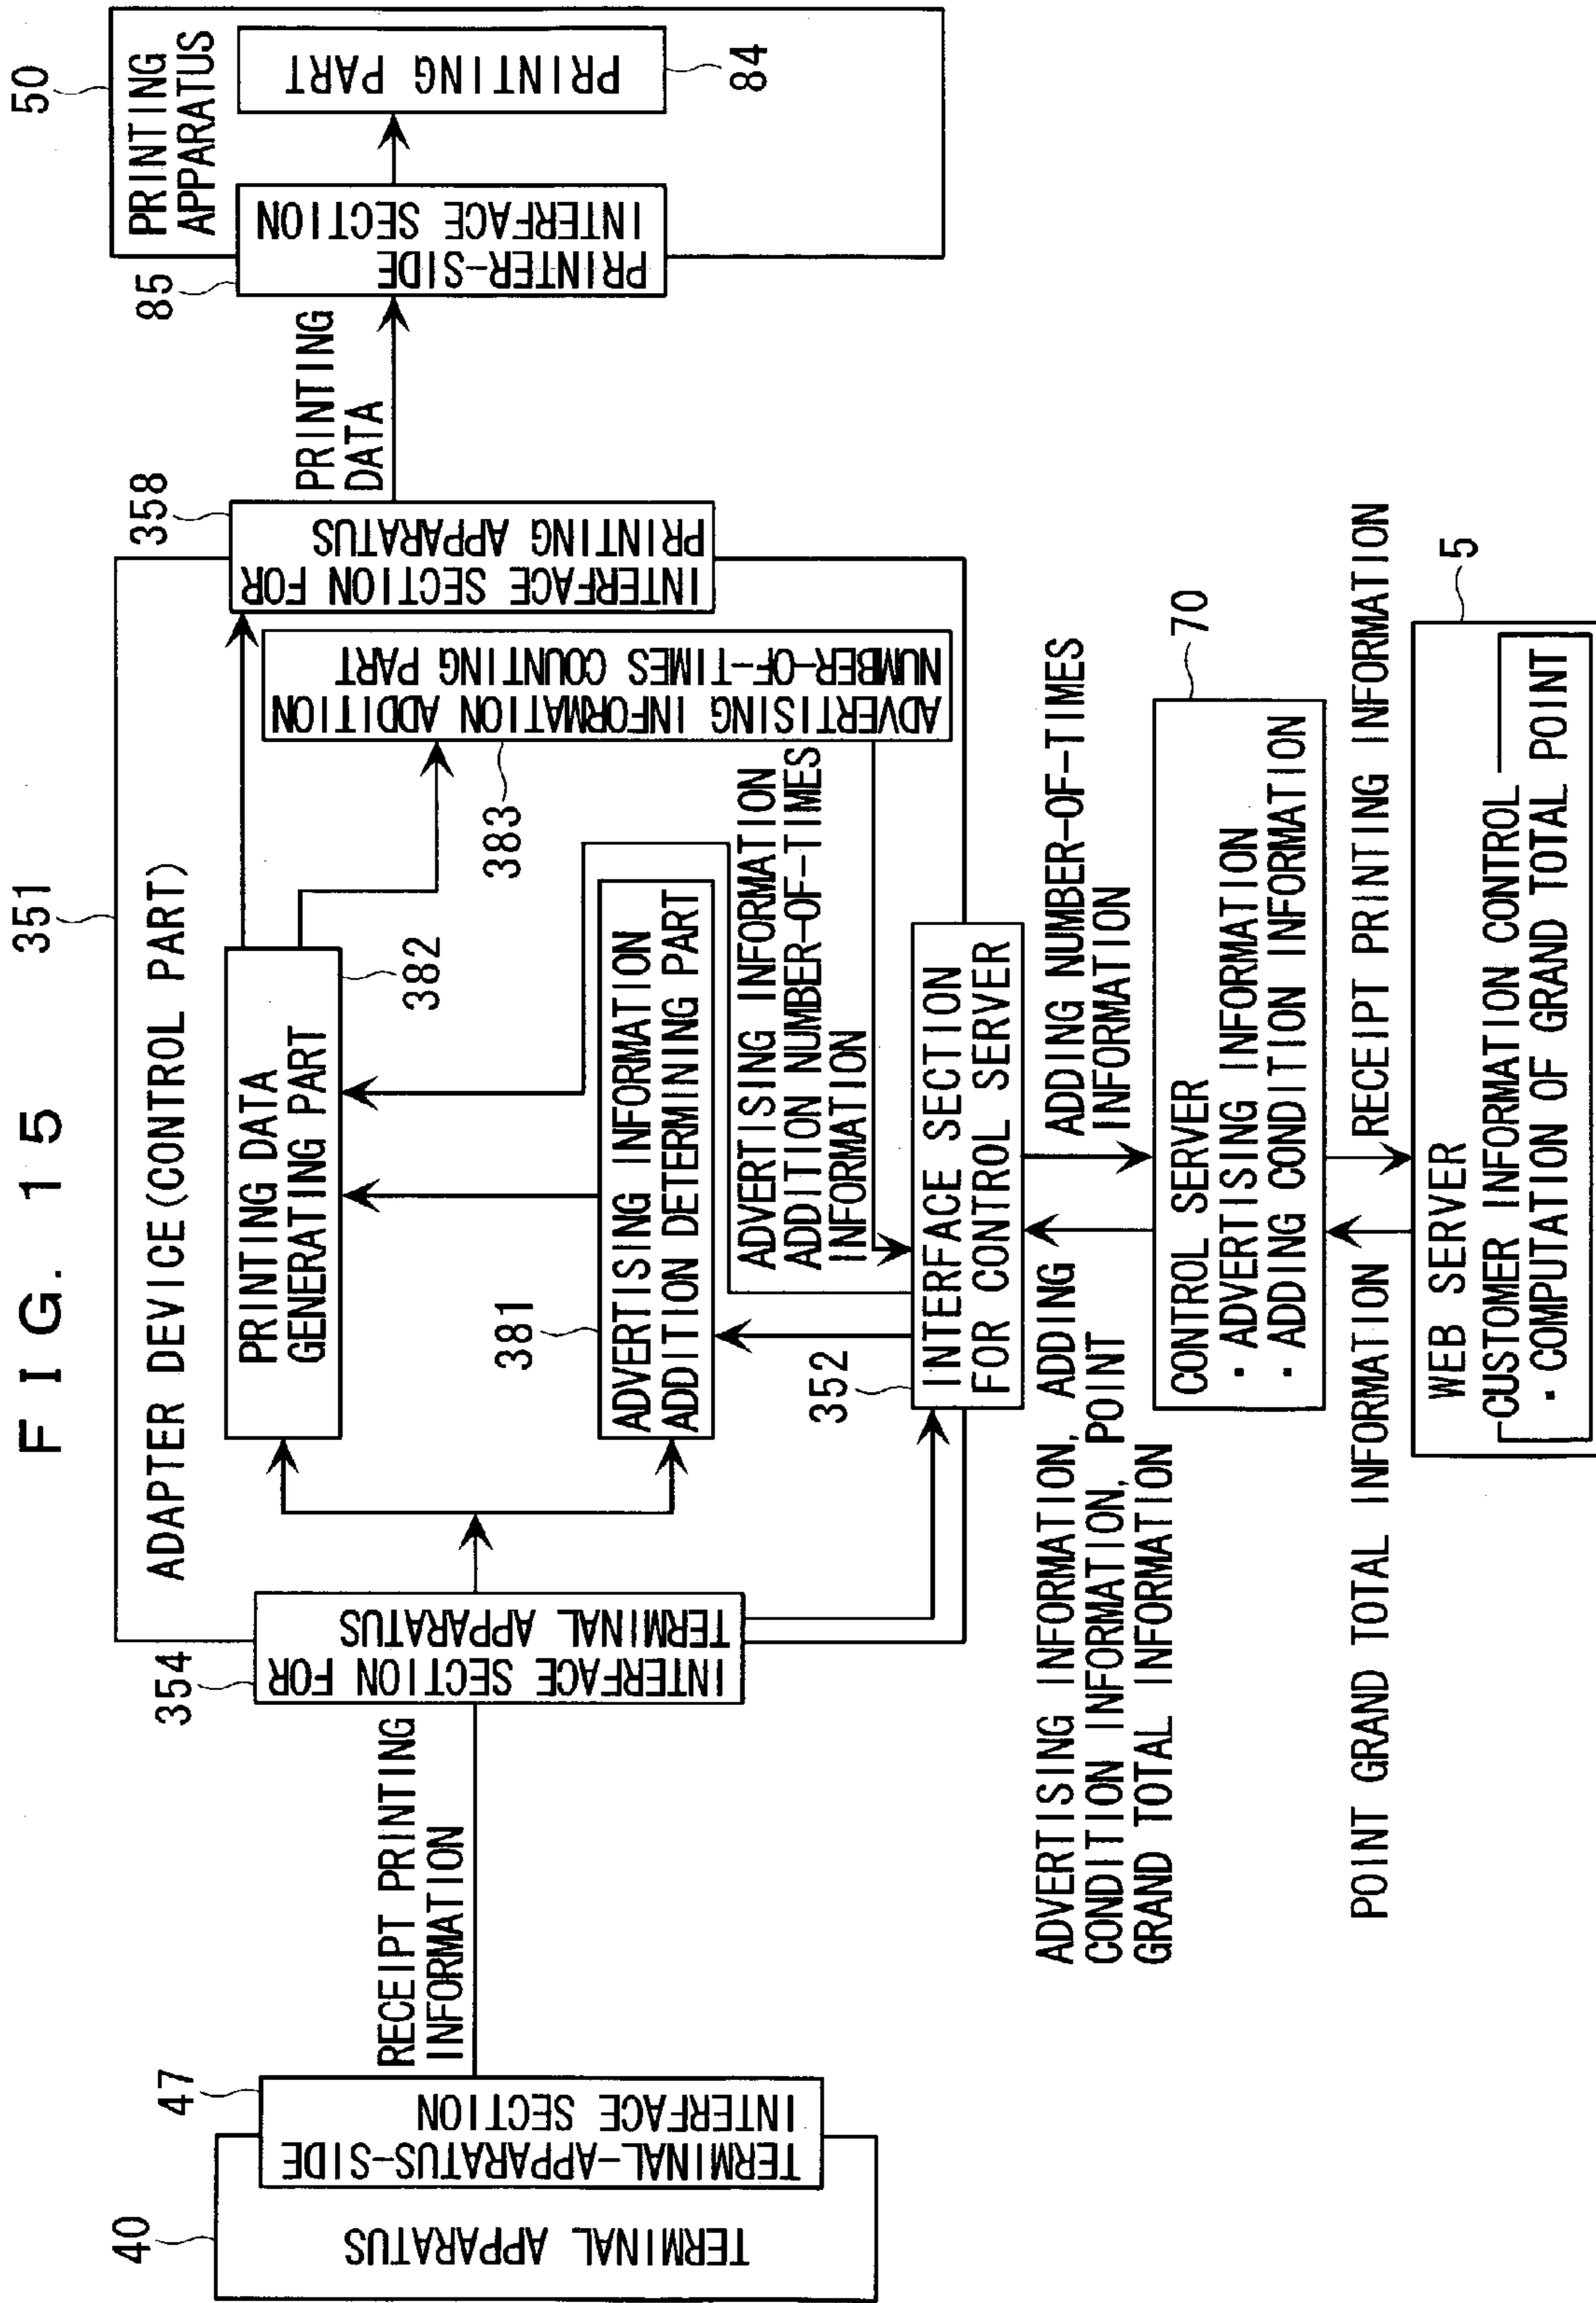 FIG. 15
351
ADAPTER DEVICE (CONTROL PART)
40
TERMINAL APPARATUS
47
TERMINAL-APPARATUS-SIDE
INTERFACE SECTION
RECEIPT PRINTING
INFORMATION
354
INTERFACE SECTION FOR
TERMINAL APPARATUS
PRINTING DATA
GENERATING PART
382
381
ADVERTISING INFORMATION
ADDITION DETERMINING PART
383
ADVERTISING INFORMATION ADDITION
NUMBER-OF-TIMES COUNTING PART
ADVERTISING INFORMATION
ADDITION NUMBER-OF-TIMES
INFORMATION
358
INTERFACE SECTION FOR
PRINTING APPARATUS
PRINTING
DATA
50
PRINTING
APPARATUS
85
PRINTER-SIDE
INTERFACE SECTION
PRINTING PART
84
352
INTERFACE SECTION
FOR CONTROL SERVER
ADVERTISING INFORMATION, ADDING
CONDITION INFORMATION, POINT
GRAND TOTAL INFORMATION
ADDING NUMBER-OF-TIMES
INFORMATION
70
CONTROL SERVER
・ADVERTISING INFORMATION
・ADDING CONDITION INFORMATION
POINT GRAND TOTAL INFORMATION
RECEIPT PRINTING INFORMATION
5
WEB SERVER
CUSTOMER INFORMATION CONTROL
・COMPUTATION OF GRAND TOTAL POINT